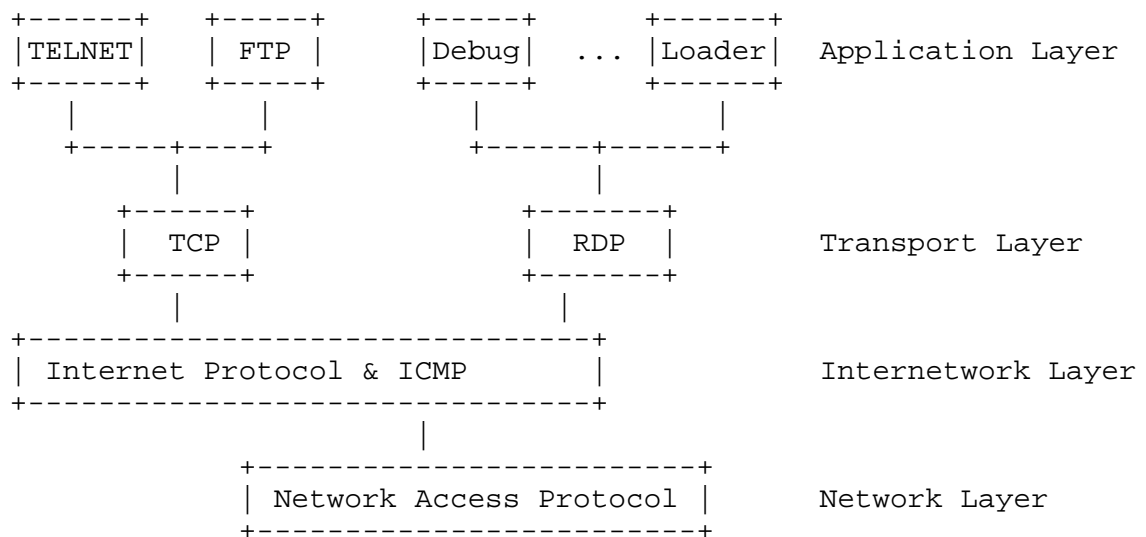 TELNET FTP Debug ... Loader Application Layer
TCP RDP Transport Layer
Internet Protocol & ICMP Internetwork Layer
Network Access Protocol Network Layer